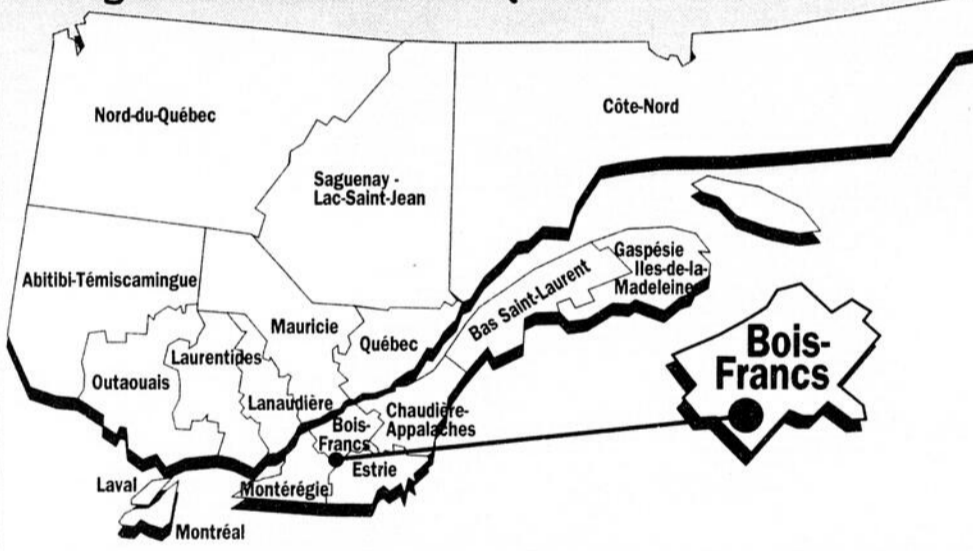 Nord-du-Québec
Côte-Nord
Saguenay -
Lac-Saint-Jean
Gaspésie
Iles-de-la-
Madeleine
Abitibi-Témiscamingue
Bas Saint-Laurent
Mauricie
Québec
Laurentides
Outaouais
Lanaudière
Chaudière-
Appalaches
Bois-
Francs
Bois-
Francs
Estrie
Montérégie
Laval
Montréal